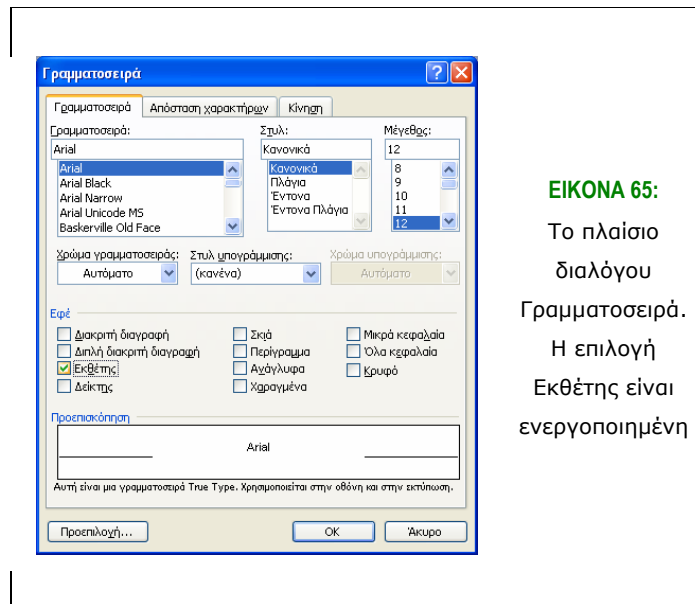 Γραμματοσειρά
Γραμματοσειρά Απόσταση χαρακτήρων Κίνηση
Γραμματοσειρά: Στυλ: Μέγεθος:
Arial Κανονικά 12
Arial Κανονικά 8
Arial Black Πλάγια 9
Arial Narrow Έντονα 10
Arial Unicode MS Έντονα Πλάγια 11
Baskerville Old Face 12
Χρώμα γραμματοσειράς: Στυλ υπογράμμισης: Χρώμα υπογράμμισης:
Αυτόματο (κανένα) Αυτόματο
Εφέ
Διακριτή διαγραφή Σκιά Μικρά κεφαλαία
Διπλή διακριτή διαγραφή Περίγραμμα Όλα κεφαλαία
Εκθέτης Ανάγλυφα Κρυφό
Δείκτης Χαραγμένα
Προεπισκόπηση
Arial
Αυτή είναι μια γραμματοσειρά True Type. Χρησιμοποιείται στην οθόνη και στην εκτύπωση.
Προεπιλογή... OK Άκυρο
ΕΙΚΟΝΑ 65:
Το πλαίσιο
διαλόγου
Γραμματοσειρά.
Η επιλογή
Εκθέτης είναι
ενεργοποιημένη